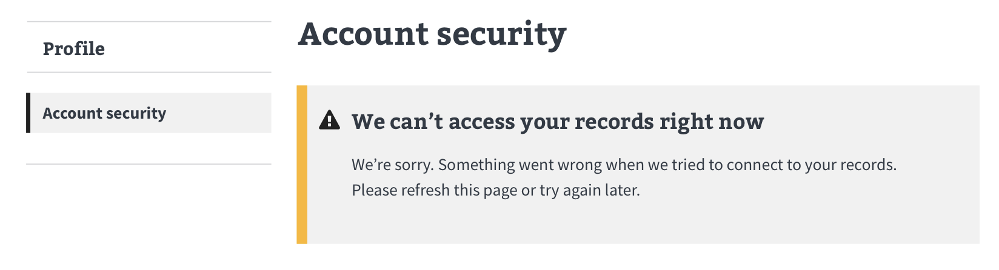 Profile
Account security
Account security
We can’t access your records right now
We’re sorry. Something went wrong when we tried to connect to your records.
Please refresh this page or try again later.